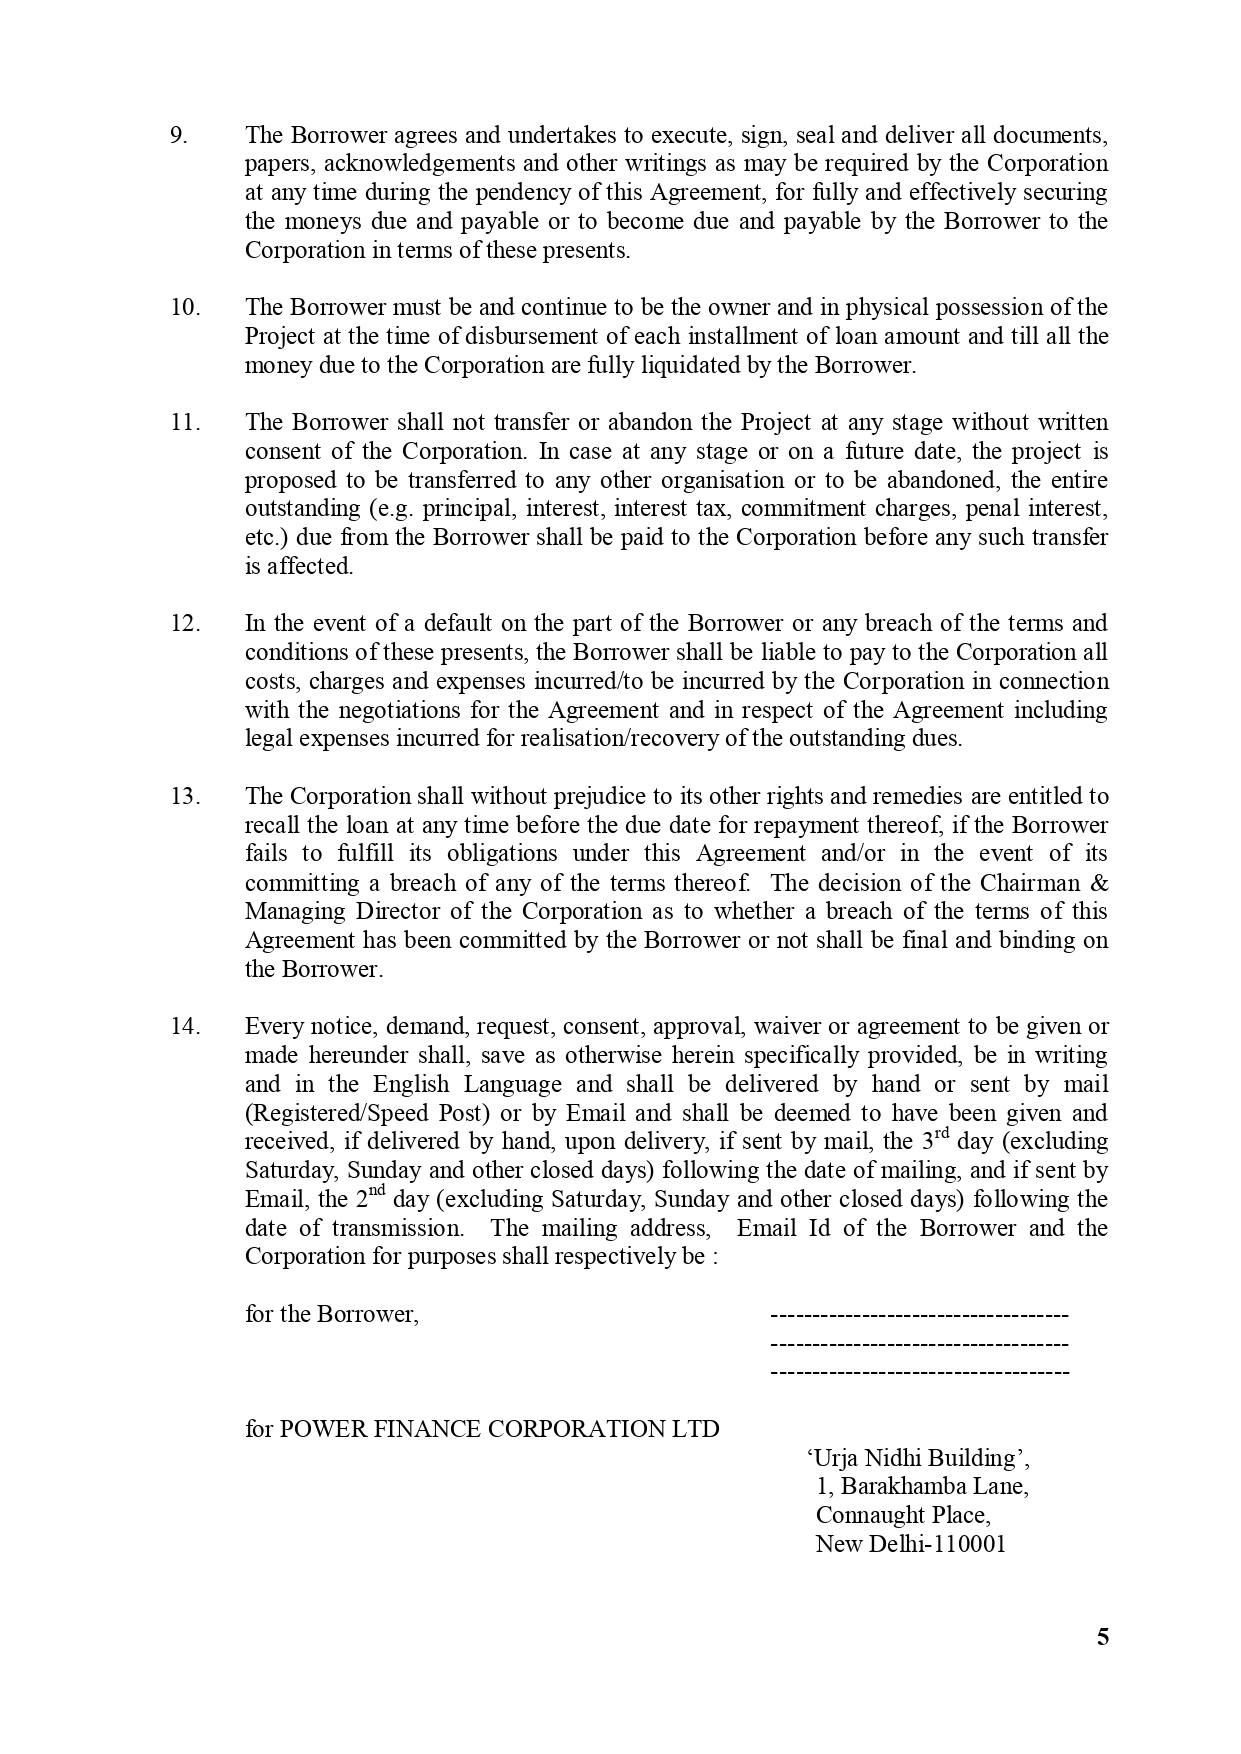 9. The Borrower agrees and undertakes to execute, sign, seal and deliver all documents,
papers, acknowledgements and other writings as may be required by the Corporation
at any time during the pendency of this Agreement, for fully and effectively securing
the moneys due and payable or to become due and payable by the Borrower to the
Corporation in terms of these presents.
10. The Borrower must be and continue to be the owner and in physical possession of the
Project at the time of disbursement of each installment of loan amount and till all the
money due to the Corporation are fully liquidated by the Borrower.
11. The Borrower shall not transfer or abandon the Project at any stage without written
consent of the Corporation. In case at any stage or on a future date, the project is
proposed to be transferred to any other organisation or to be abandoned, the entire
outstanding (e.g. principal, interest, interest tax, commitment charges, penal interest,
etc.) due from the Borrower shall be paid to the Corporation before any such transfer
is affected.
12. In the event of a default on the part of the Borrower or any breach of the terms and
conditions of these presents, the Borrower shall be liable to pay to the Corporation all
costs, charges and expenses incurred/to be incurred by the Corporation in connection
with the negotiations for the Agreement and in respect of the Agreement including
legal expenses incurred for realisation/recovery of the outstanding dues.
13. The Corporation shall without prejudice to its other rights and remedies are entitled to
recall the loan at any time before the due date for repayment thereof, if the Borrower
fails to fulfill its obligations under this Agreement and/or in the event of its
committing a breach of any of the terms thereof. The decision of the Chairman &
Managing Director of the Corporation as to whether a breach of the terms of this
Agreement has been committed by the Borrower or not shall be final and binding on
the Borrower.
14. Every notice, demand, request, consent, approval, waiver or agreement to be given or
made hereunder shall, save as otherwise herein specifically provided, be in writing
and in the English Language and shall be delivered by hand or sent by mail
(Registered/Speed Post) or by Email and shall be deemed to have been given and
received, if delivered by hand, upon delivery, if sent by mail, the 3rd day (excluding
Saturday, Sunday and other closed days) following the date of mailing, and if sent by
Email, the 2nd day (excluding Saturday, Sunday and other closed days) following the
date of transmission. The mailing address, Email Id of the Borrower and the
Corporation for purposes shall respectively be :
for the Borrower, ------------------------------------
------------------------------------
------------------------------------
for POWER FINANCE CORPORATION LTD
‘Urja Nidhi Building’,
1, Barakhamba Lane,
Connaught Place,
New Delhi-110001
5